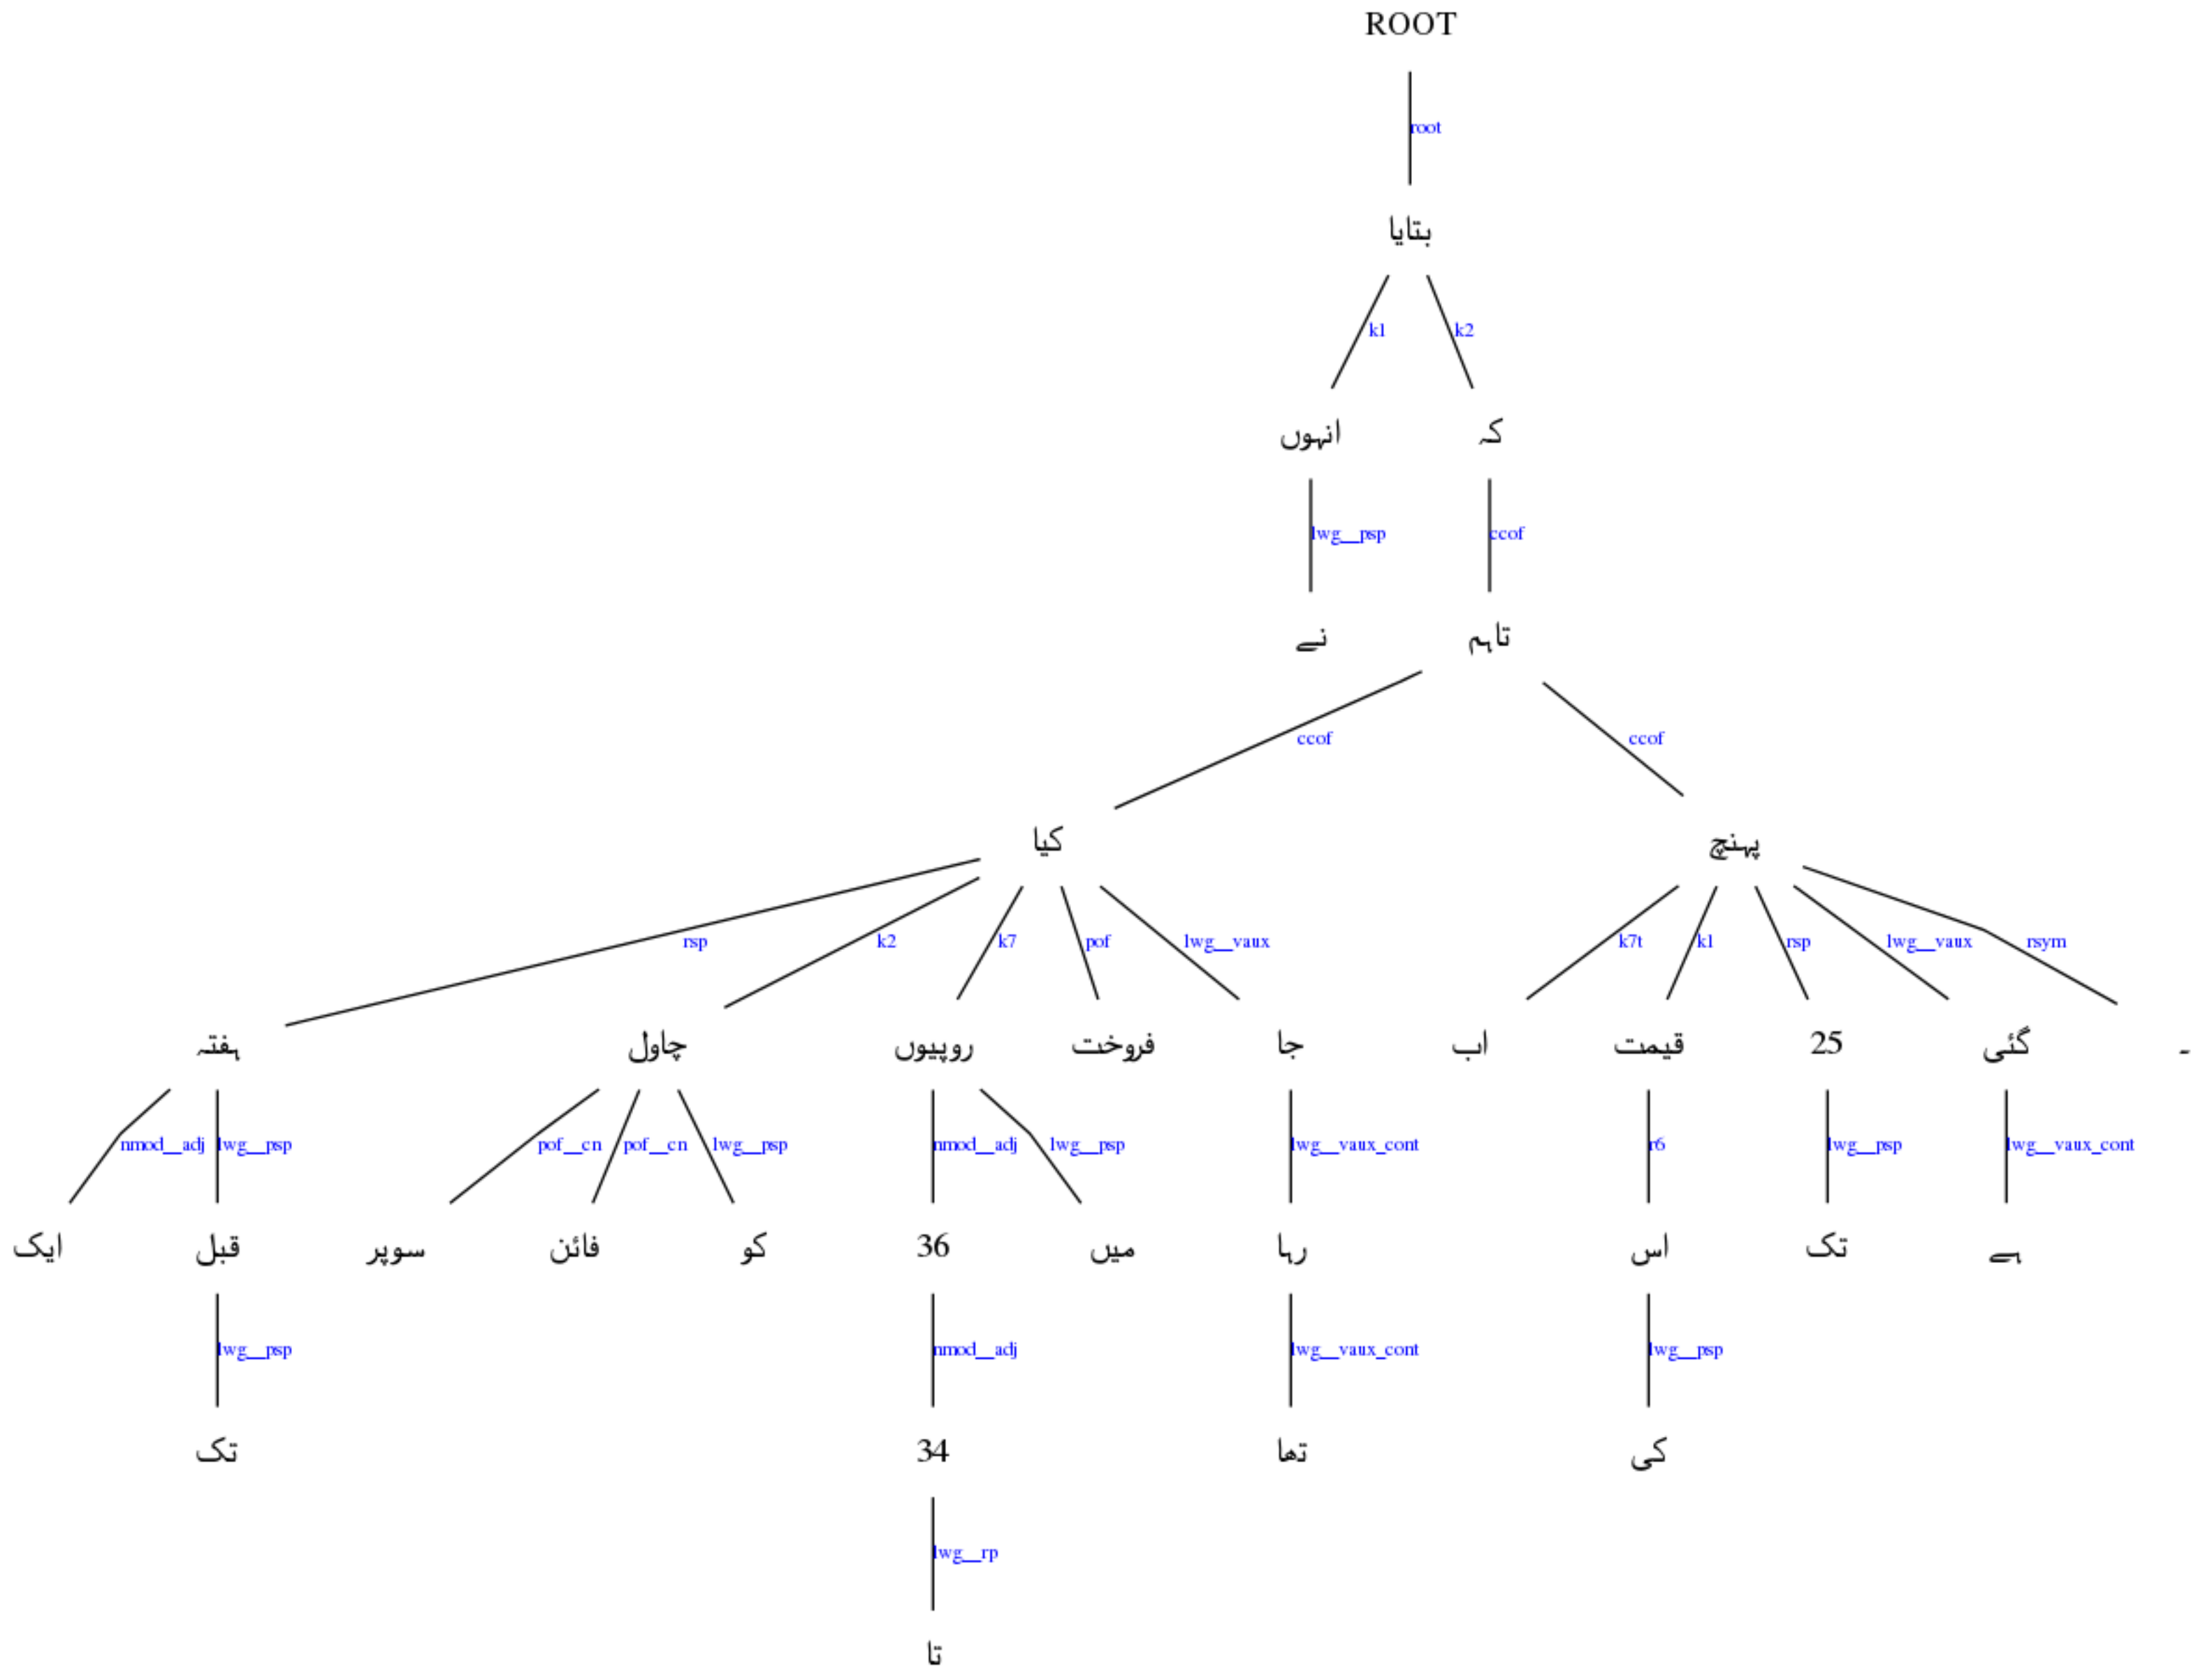 ROOT
root
بتایا
k1 k2
انہوں کہ
lwg__psp ccof
نے تاہم
ccof ccof
کیا پہنچ
rsp k2 k7 pof lwg__vaux k7t k1 rsp lwg__vaux rsym
ہفتہ چاول روپیوں فروخت جا اب قیمت 25 گئی ۔
nmod__adj lwg__psp pof__cn pof__cn lwg__psp nmod__adj lwg__psp lwg__vaux_cont r6 lwg__psp lwg__vaux_cont
ایک قبل سوپر فائن کو 36 میں رہا اس تک ہے
lwg__psp nmod__adj lwg__vaux_cont lwg__psp
تک 34 تھا کی
lwg__rp
تا